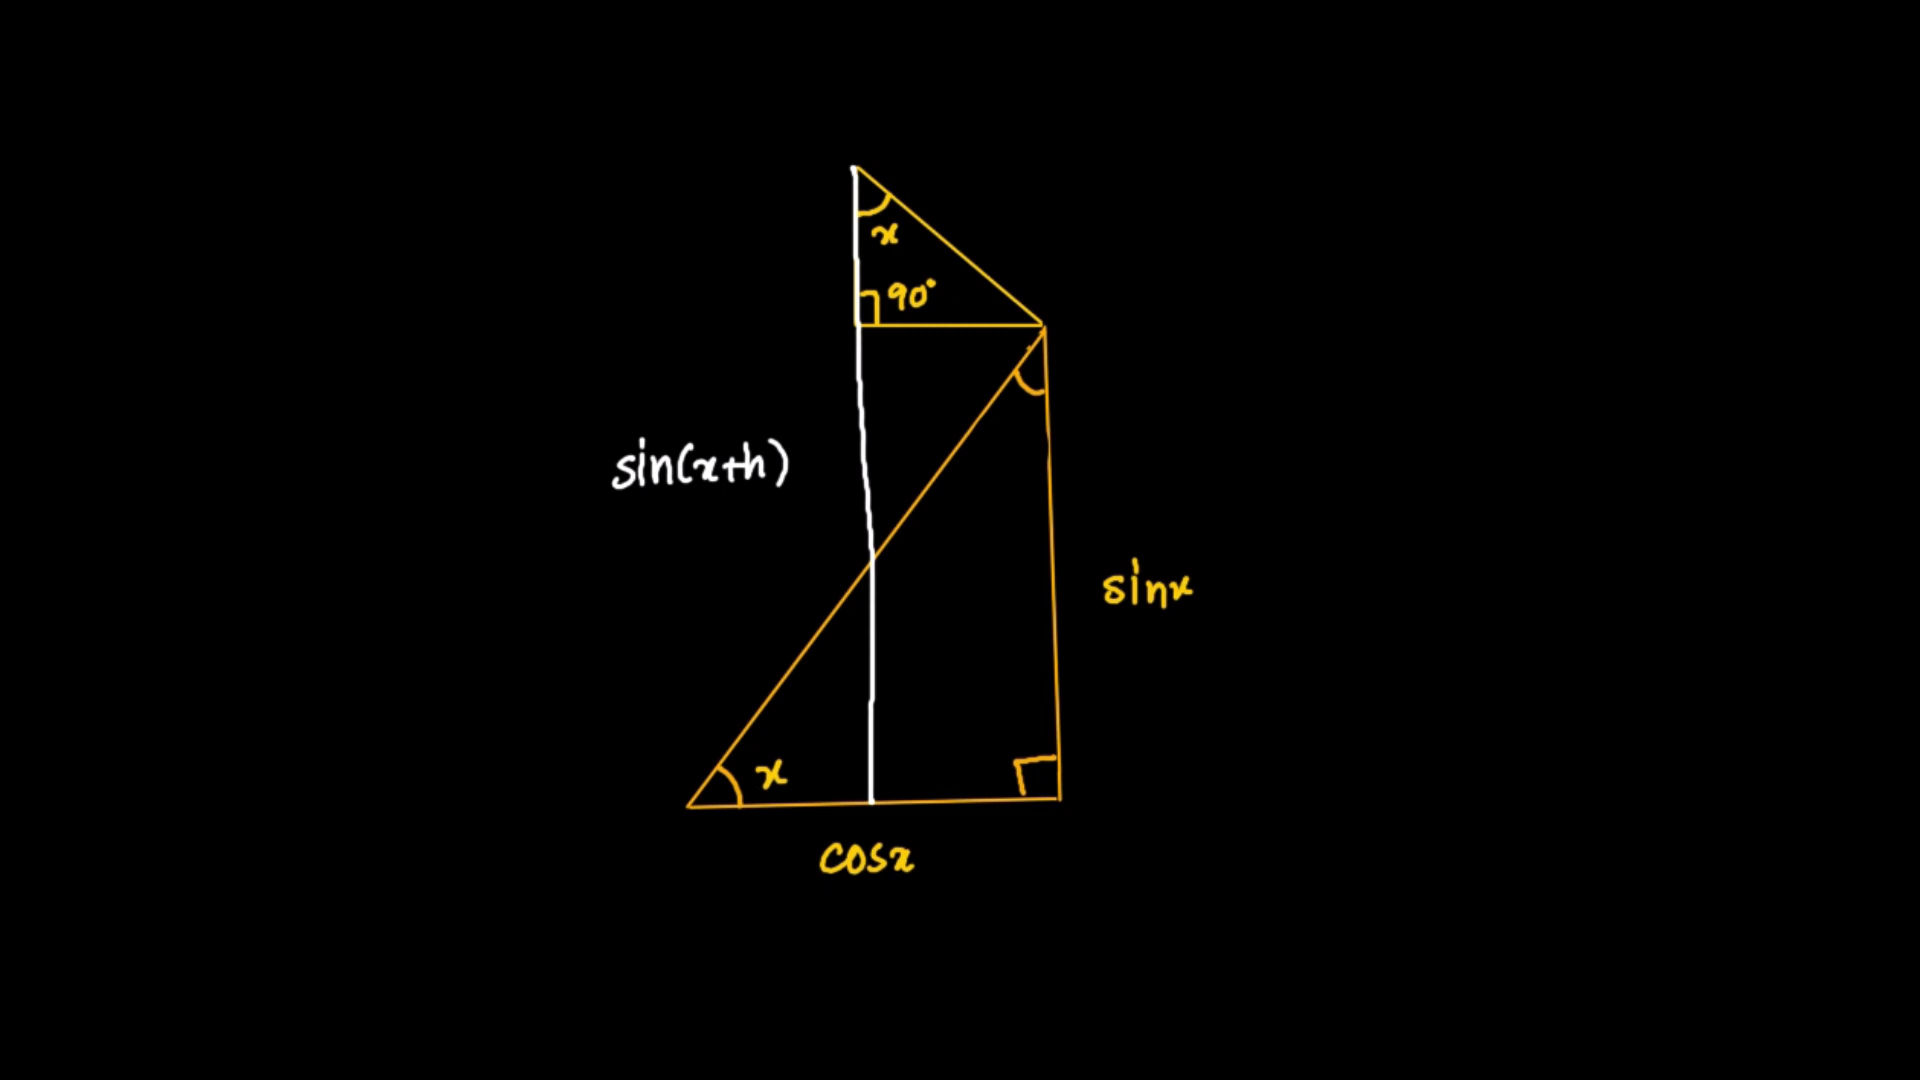 x
90°
sin(x+h)
sinx
x
cosx